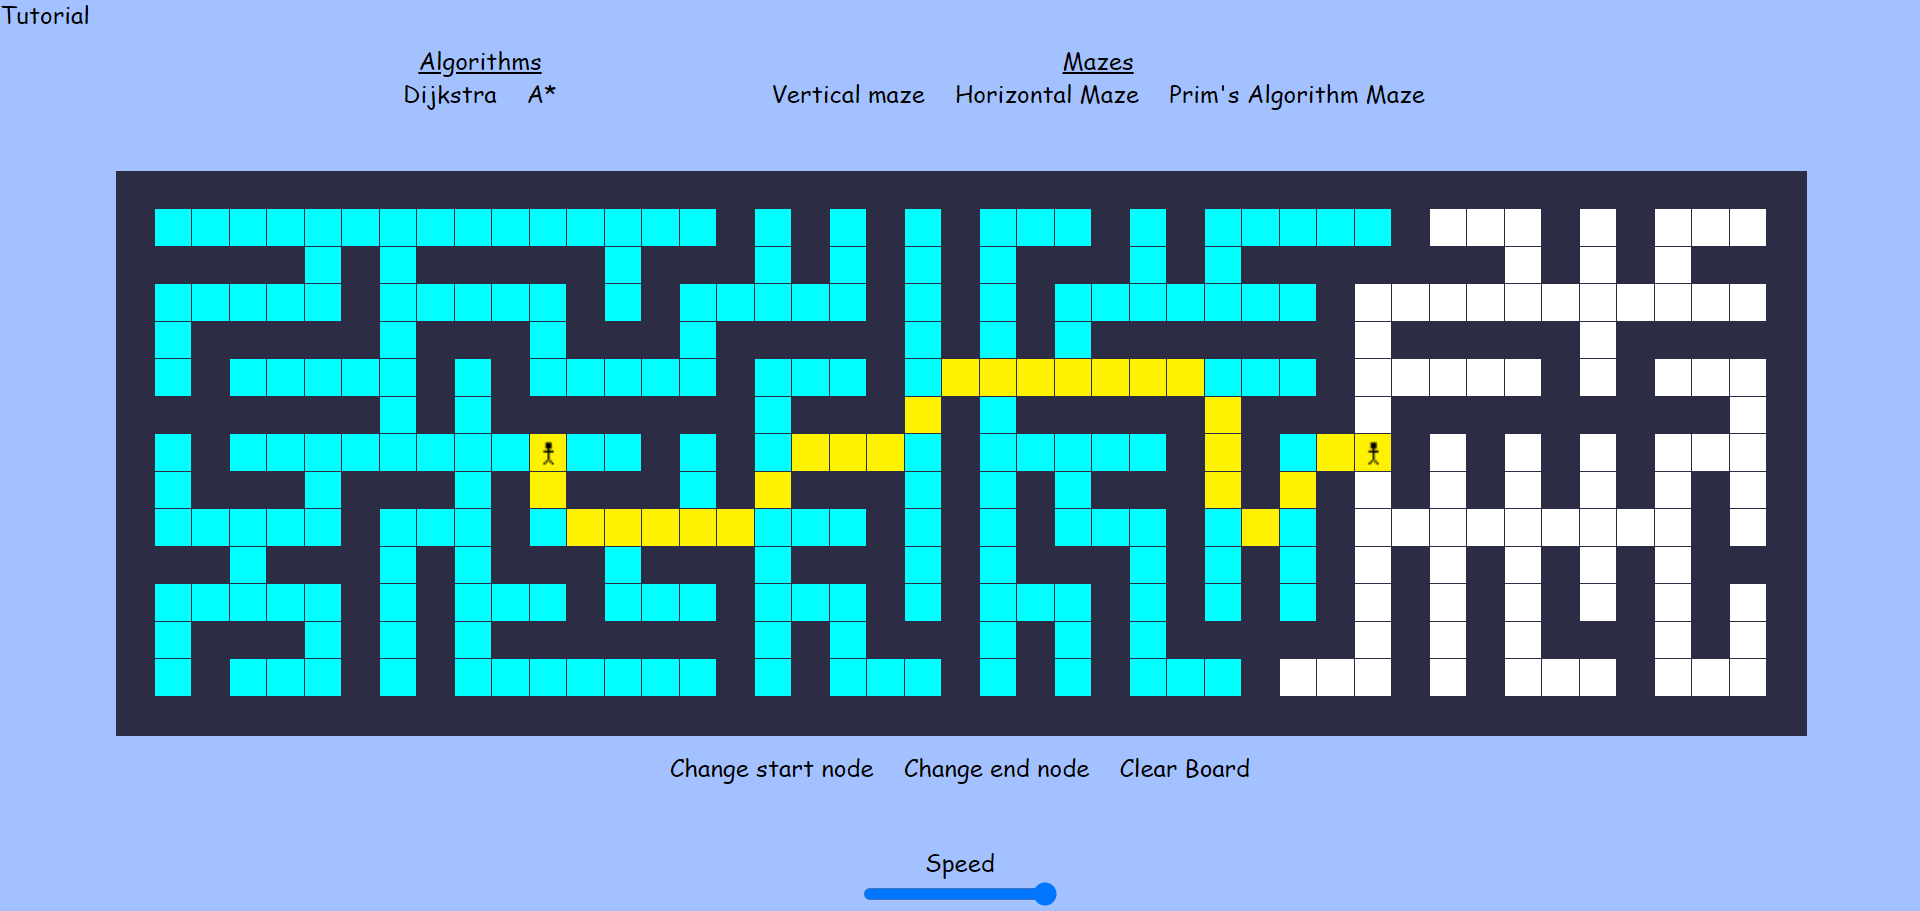 Tutorial
Algorithms
Mazes
Dijkstra A*
Vertical maze Horizontal Maze Prim's Algorithm Maze
Change start node Change end node Clear Board
Speed